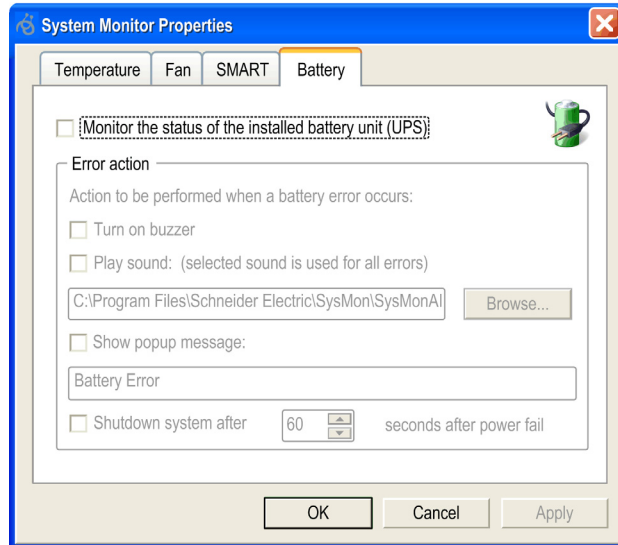 System Monitor Properties
Temperature Fan SMART Battery
Monitor the status of the installed battery unit (UPS)
Error action
Action to be performed when a battery error occurs:
Turn on buzzer
Play sound: (selected sound is used for all errors)
C:\Program Files\Schneider Electric\SysMon\SysMonAl Browse...
Show popup message:
Battery Error
Shutdown system after 60 seconds after power fail
OK Cancel Apply